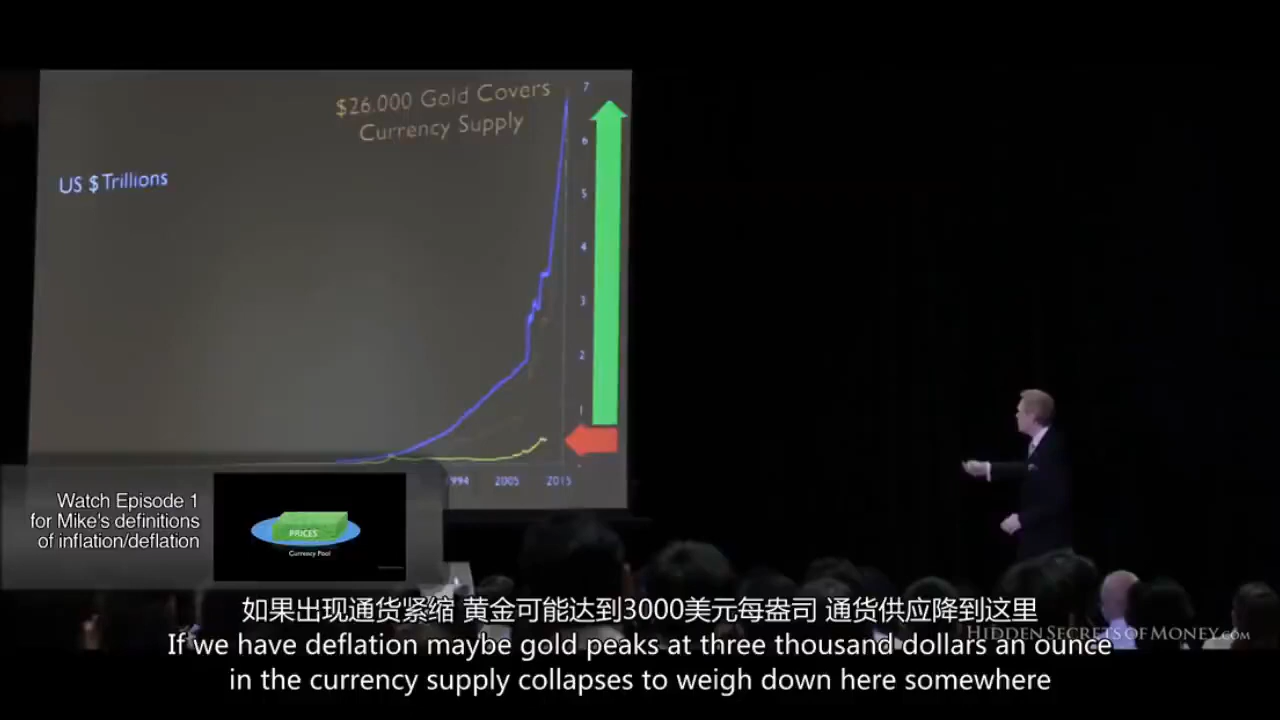 $26,000 Gold Covers
Currency Supply
US $ Trillions
7
6
5
4
3
2
1
1994 2005 2015
Watch Episode 1
for Mike's definitions
of inflation/deflation
PRICES
Currency Pool
如果出现通货紧缩 黄金可能达到3000美元每盎司 通货供应降到这里
HIDDEN SECRETS OF MONEY.COM
If we have deflation maybe gold peaks at three thousand dollars an ounce
in the currency supply collapses to weigh down here somewhere